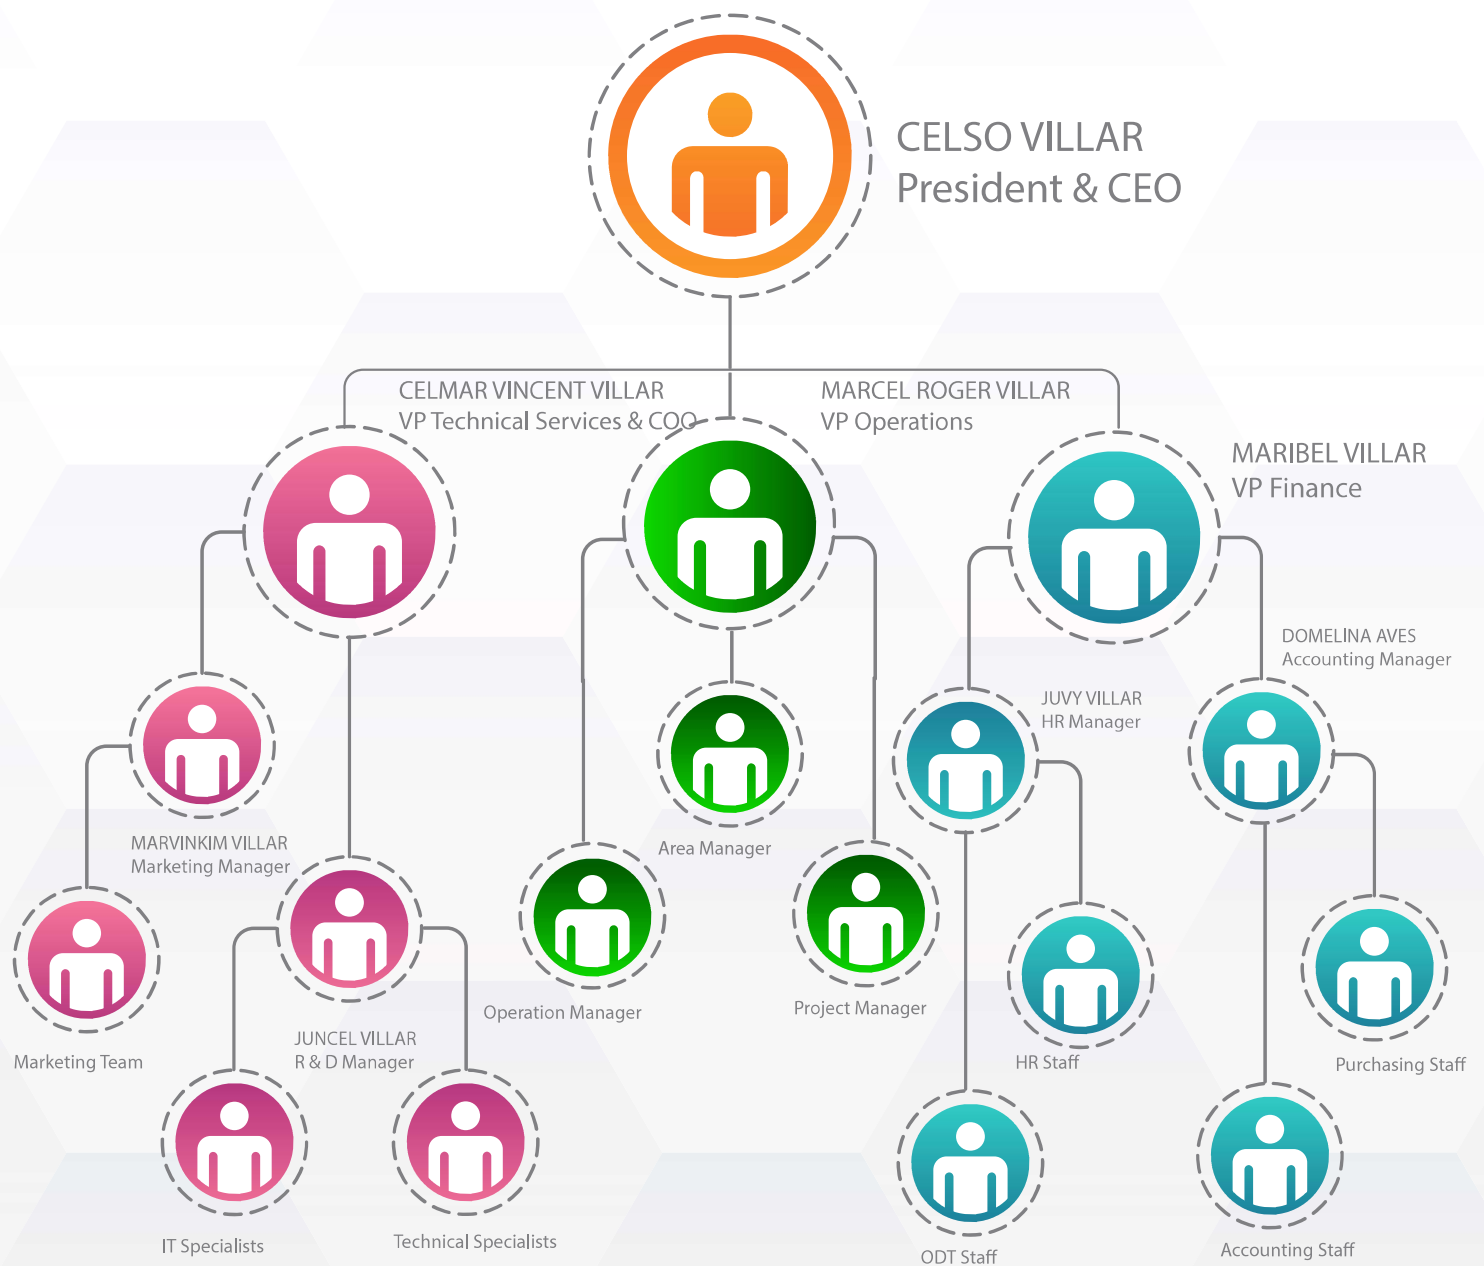 CELSO VILLAR
President & CEO
CELMAR VINCENT VILLAR
VP Technical Services & COO
MARCEL ROGER VILLAR
VP Operations
MARIBEL VILLAR
VP Finance
DOMELINA AVES
Accounting Manager
JUVY VILLAR
HR Manager
MARVINKIM VILLAR
Marketing Manager
Area Manager
Operation Manager
Project Manager
Marketing Team
JUNCEL VILLAR
R & D Manager
HR Staff
Purchasing Staff
IT Specialists
Technical Specialists
ODT Staff
Accounting Staff